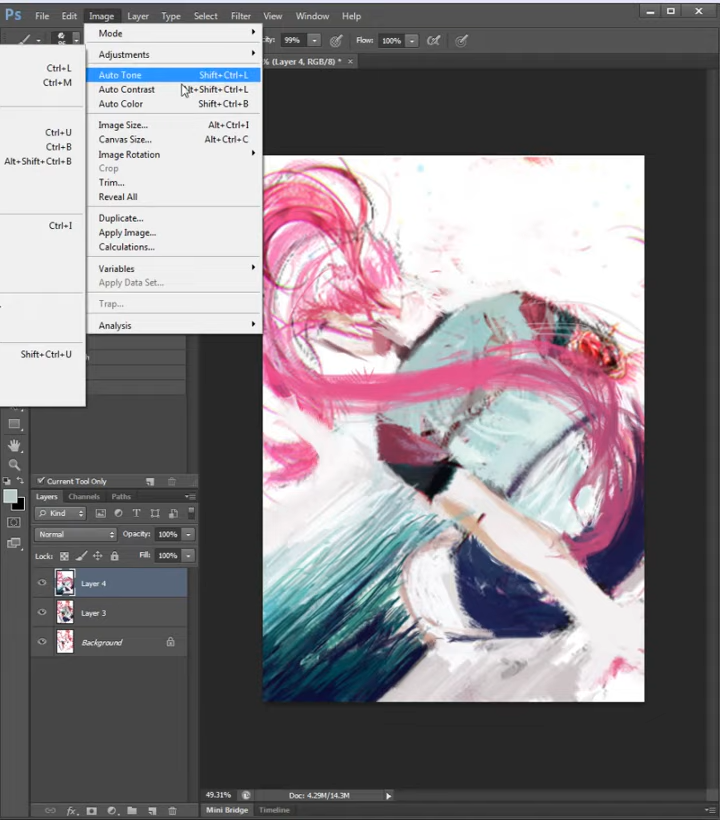 Ps File Edit Image Layer Type Select Filter View Window Help
Mode
Adjustments
Auto Tone Shift+Ctrl+L
Auto Contrast lt+Shift+Ctrl+L
Auto Color Shift+Ctrl+B
Image Size... Alt+Ctrl+I
Canvas Size... Alt+Ctrl+C
Image Rotation
Crop
Trim...
Reveal All
Duplicate...
Apply Image...
Calculations...
Variables
Apply Data Set...
Trap...
Analysis
Ctrl+L
Ctrl+M
Ctrl+U
Ctrl+B
Alt+Shift+Ctrl+B
Ctrl+I
Shift+Ctrl+U
city: 99% Flow: 100%
% (Layer 4, RGB/8) * ×
Current Tool Only
Layers Channels Paths
Kind
Normal Opacity: 100%
Lock: Fill: 100%
Layer 4
Layer 3
Background
49.31% Doc: 4.29M/14.3M
Mini Bridge Timeline